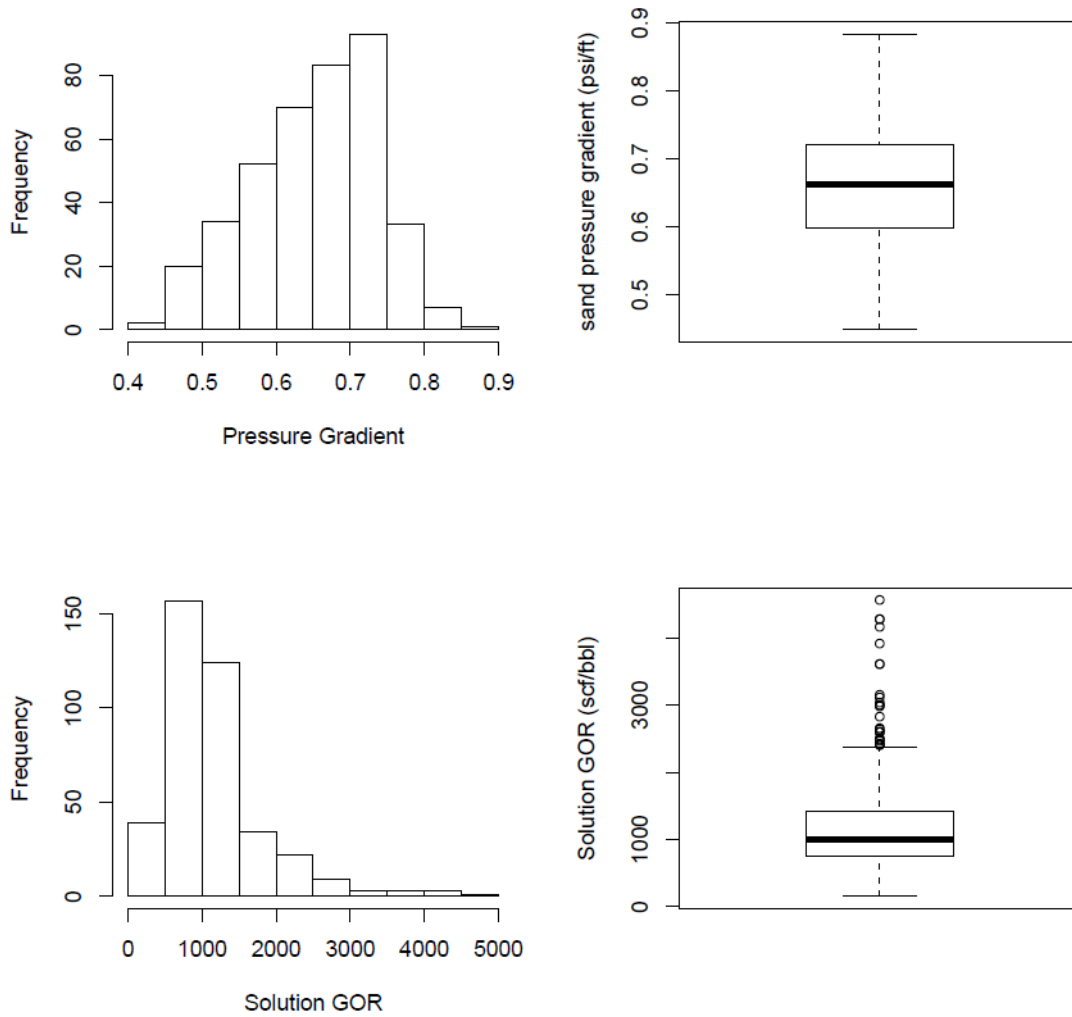 Frequency
0 20 40 60 80
0.4 0.5 0.6 0.7 0.8 0.9
Pressure Gradient
sand pressure gradient (psi/ft)
0.5 0.6 0.7 0.8 0.9
Frequency
0 50 100 150
0 1000 2000 3000 4000 5000
Solution GOR
Solution GOR (scf/bbl)
0 1000 3000